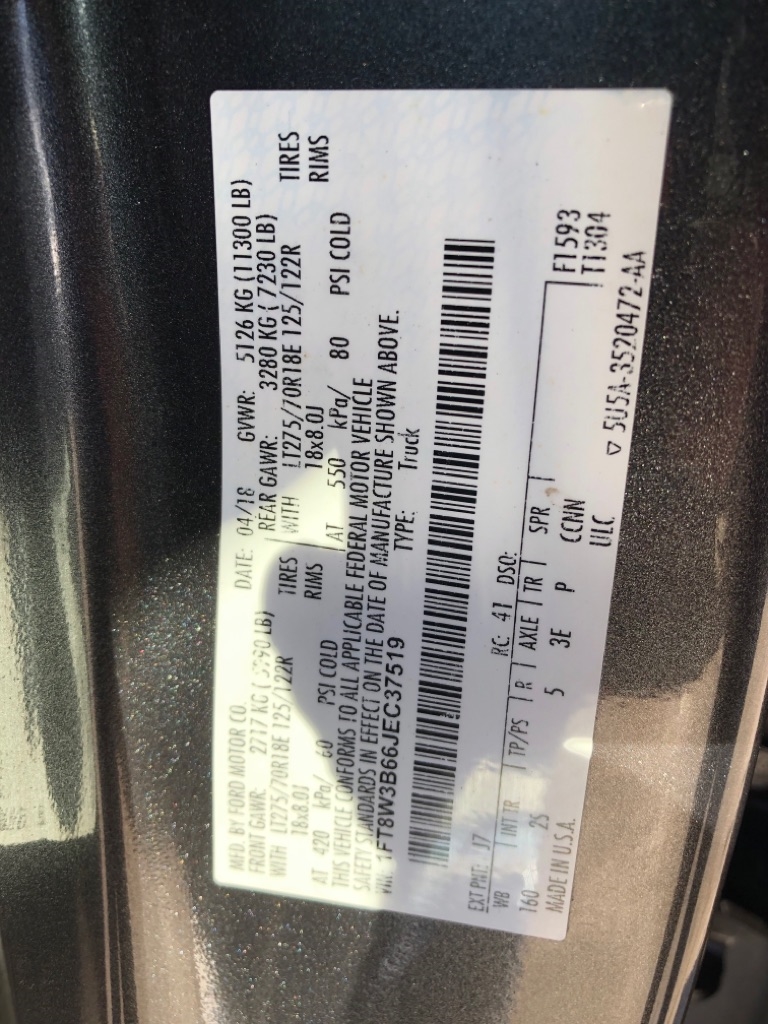 MFD. BY FORD MOTOR CO. DATE: 04/18 GVWR: 5126 KG (11300 LB)
FRONT GAWR: 2717 KG LB) REAR GAWR: 3280 KG ( 7230 LB)
WITH LT275/70R18E 125/122R TIRES WITH LT275/70R18E 125/122R TIRES
18x8.0J RIMS 18x8.0J RIMS
AT 420 kPa/ 60 PSI COLD AT 550 kPa/ 80 PSI COLD
THIS VEHICLE CONFORMS TO ALL APPLICABLE FEDERAL MOTOR VEHICLE
SAFETY STANDARDS IN EFFECT ON THE DATE OF MANUFACTURE SHOWN ABOVE.
VIN: 1FT8W3B66JEC37519 TYPE: Truck
EXT PNT: J7 RC: 41 DSO:
WB INT TR TP/PS R AXLE TR SPR F1593
160 2S 5 3E P CCNN T1304
MADE IN U.S.A. ULC
▽ 5U5A-3520472-AA